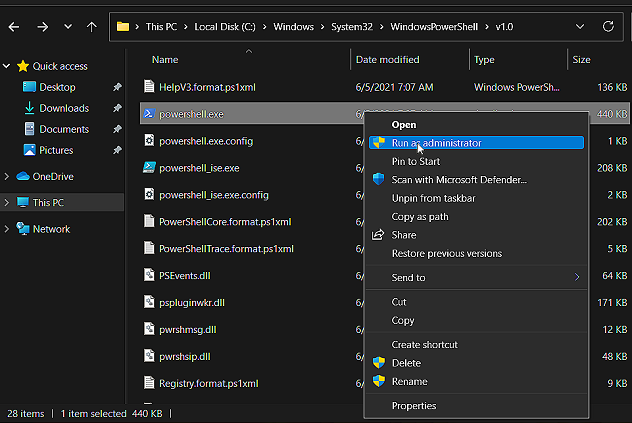 This PC > Local Disk (C:) > Windows > System32 > WindowsPowerShell > v1.0
Name Date modified Type Size
Quick access
Desktop
Downloads
Documents
Pictures
OneDrive
This PC
Network
HelpV3.format.ps1xml 6/5/2021 7:07 AM Windows PowerSh... 136 KB
powershell.exe 440 KB
powershell.exe.config 6/ 1 KB
powershell_ise.exe 6/ 208 KB
powershell_ise.exe.config 6/ 2 KB
PowerShellCore.format.ps1xml 6/ 202 KB
PowerShellTrace.format.ps1xml 6/ 5 KB
PSEvents.dll 6/ 64 KB
pspluginwkr.dll 6/ 171 KB
pwrshmsg.dll 6/ 12 KB
pwrshsip.dll 6/ 48 KB
Registry.format.ps1xml 6/ 9 KB
Open
Run as administrator
Pin to Start
Scan with Microsoft Defender...
Unpin from taskbar
Copy as path
Share
Restore previous versions
Send to
Cut
Copy
Create shortcut
Delete
Rename
Properties
28 items 1 item selected 440 KB